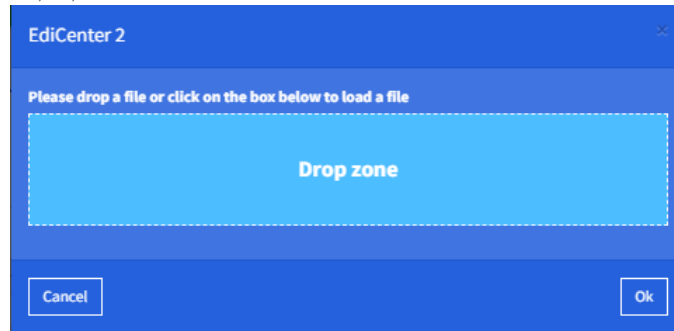 EdiCenter 2
Please drop a file or click on the box below to load a file
Drop zone
Cancel
Ok